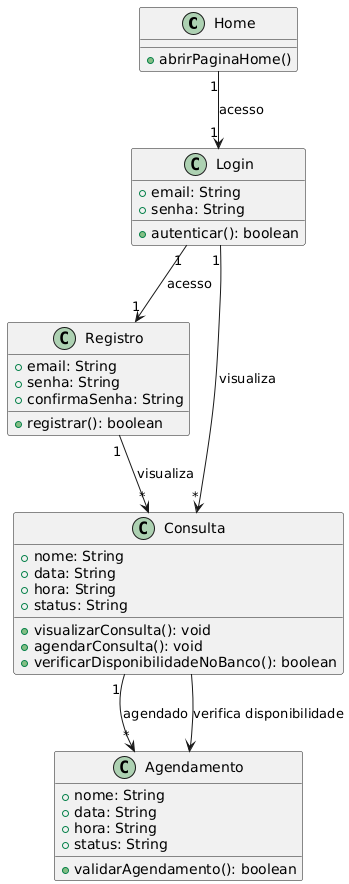 C Home
abrirPaginaHome()
1
acesso
1
C Login
email: String
senha: String
autenticar(): boolean
1 1
acesso
1
C Registro
email: String
senha: String
confirmaSenha: String
registrar(): boolean
visualiza
1
visualiza
* *
C Consulta
nome: String
data: String
hora: String
status: String
visualizarConsulta(): void
agendarConsulta(): void
verificarDisponibilidadeNoBanco(): boolean
1
agendado verifica disponibilidade
*
C Agendamento
nome: String
data: String
hora: String
status: String
validarAgendamento(): boolean